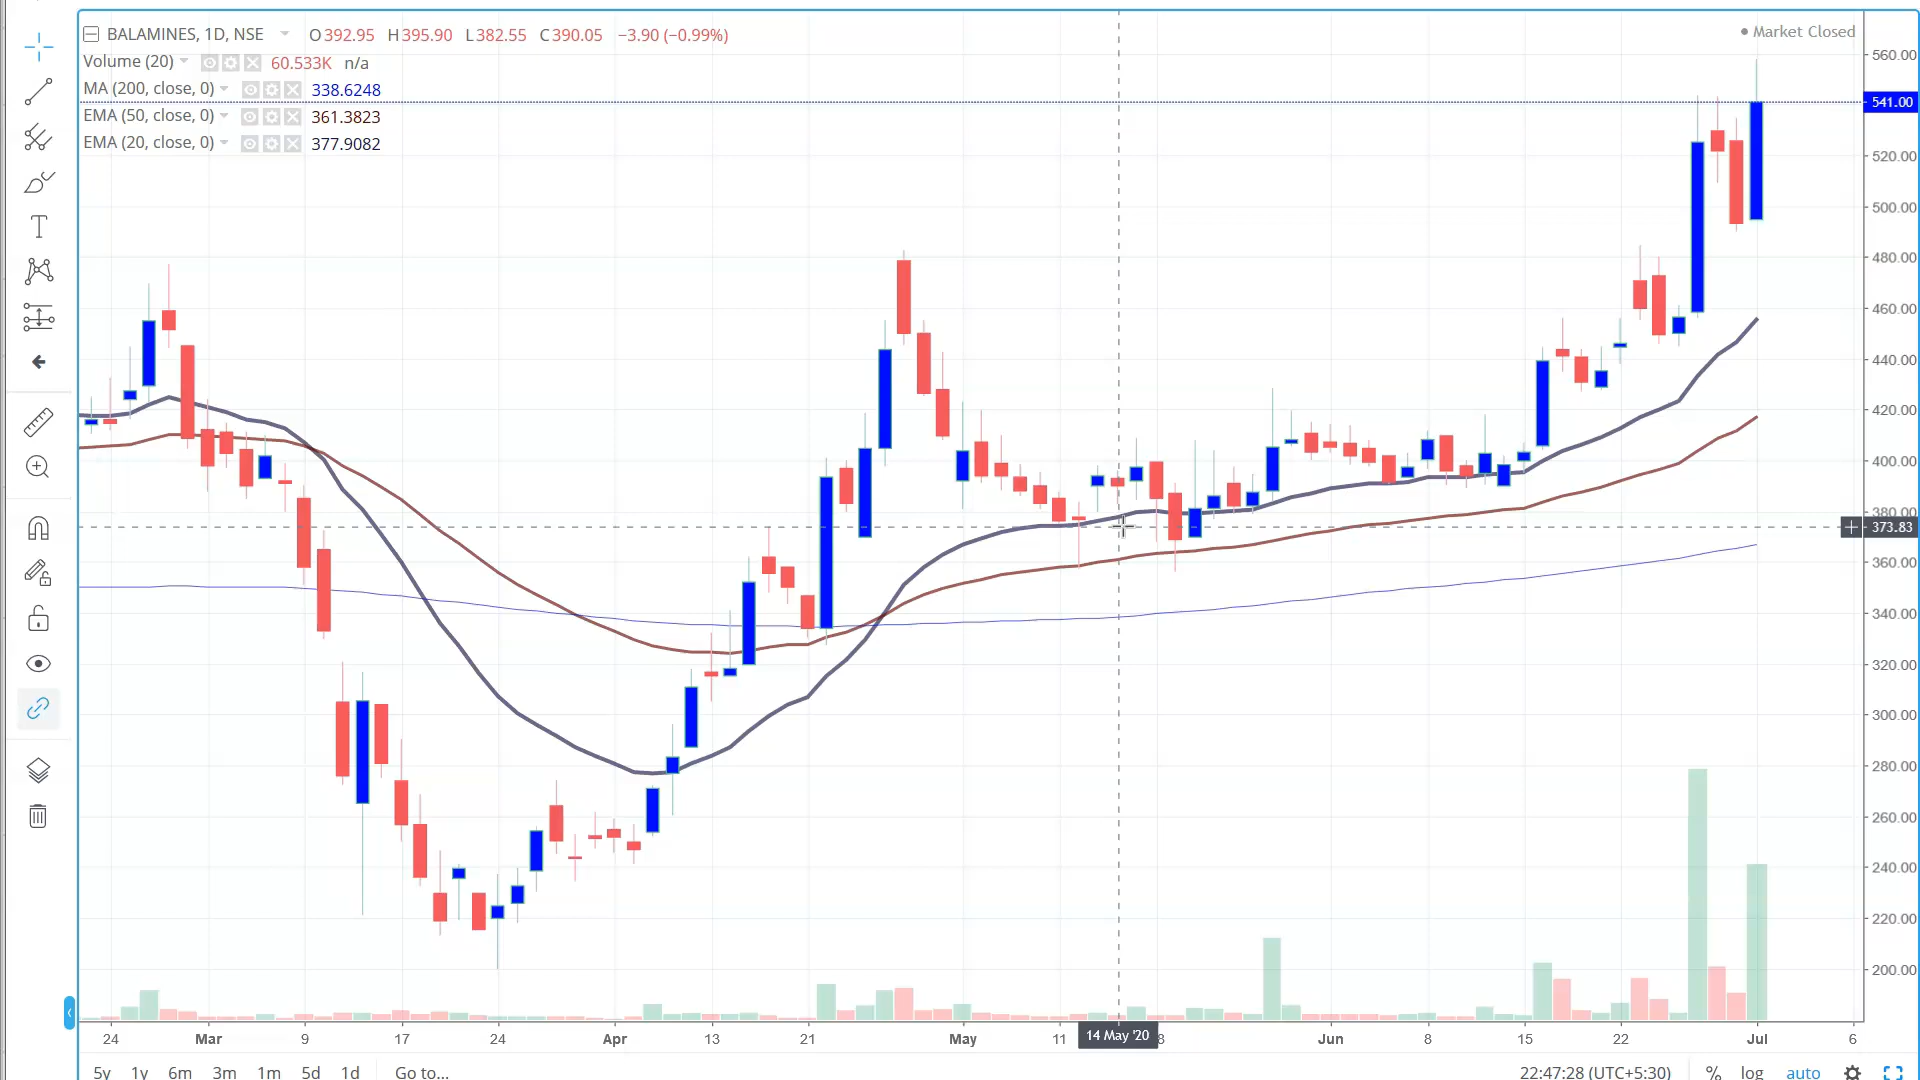 BALAMINES, 1D, NSE O392.95 H395.90 L382.55 C390.05 −3.90 (−0.99%)
Market Closed
Volume (20) 60.533K n/a
MA (200, close, 0) 338.6248
EMA (50, close, 0) 361.3823
EMA (20, close, 0) 377.9082
560.00
541.00
520.00
500.00
480.00
460.00
440.00
420.00
400.00
380.00
373.83
360.00
340.00
320.00
300.00
280.00
260.00
240.00
220.00
200.00
24 Mar 9 17 24 Apr 13 21 May 11 14 May '20 8 Jun 8 15 22 Jul 6
5y 1y 6m 3m 1m 5d 1d Go to... 22:47:28 (UTC+5:30) % log auto